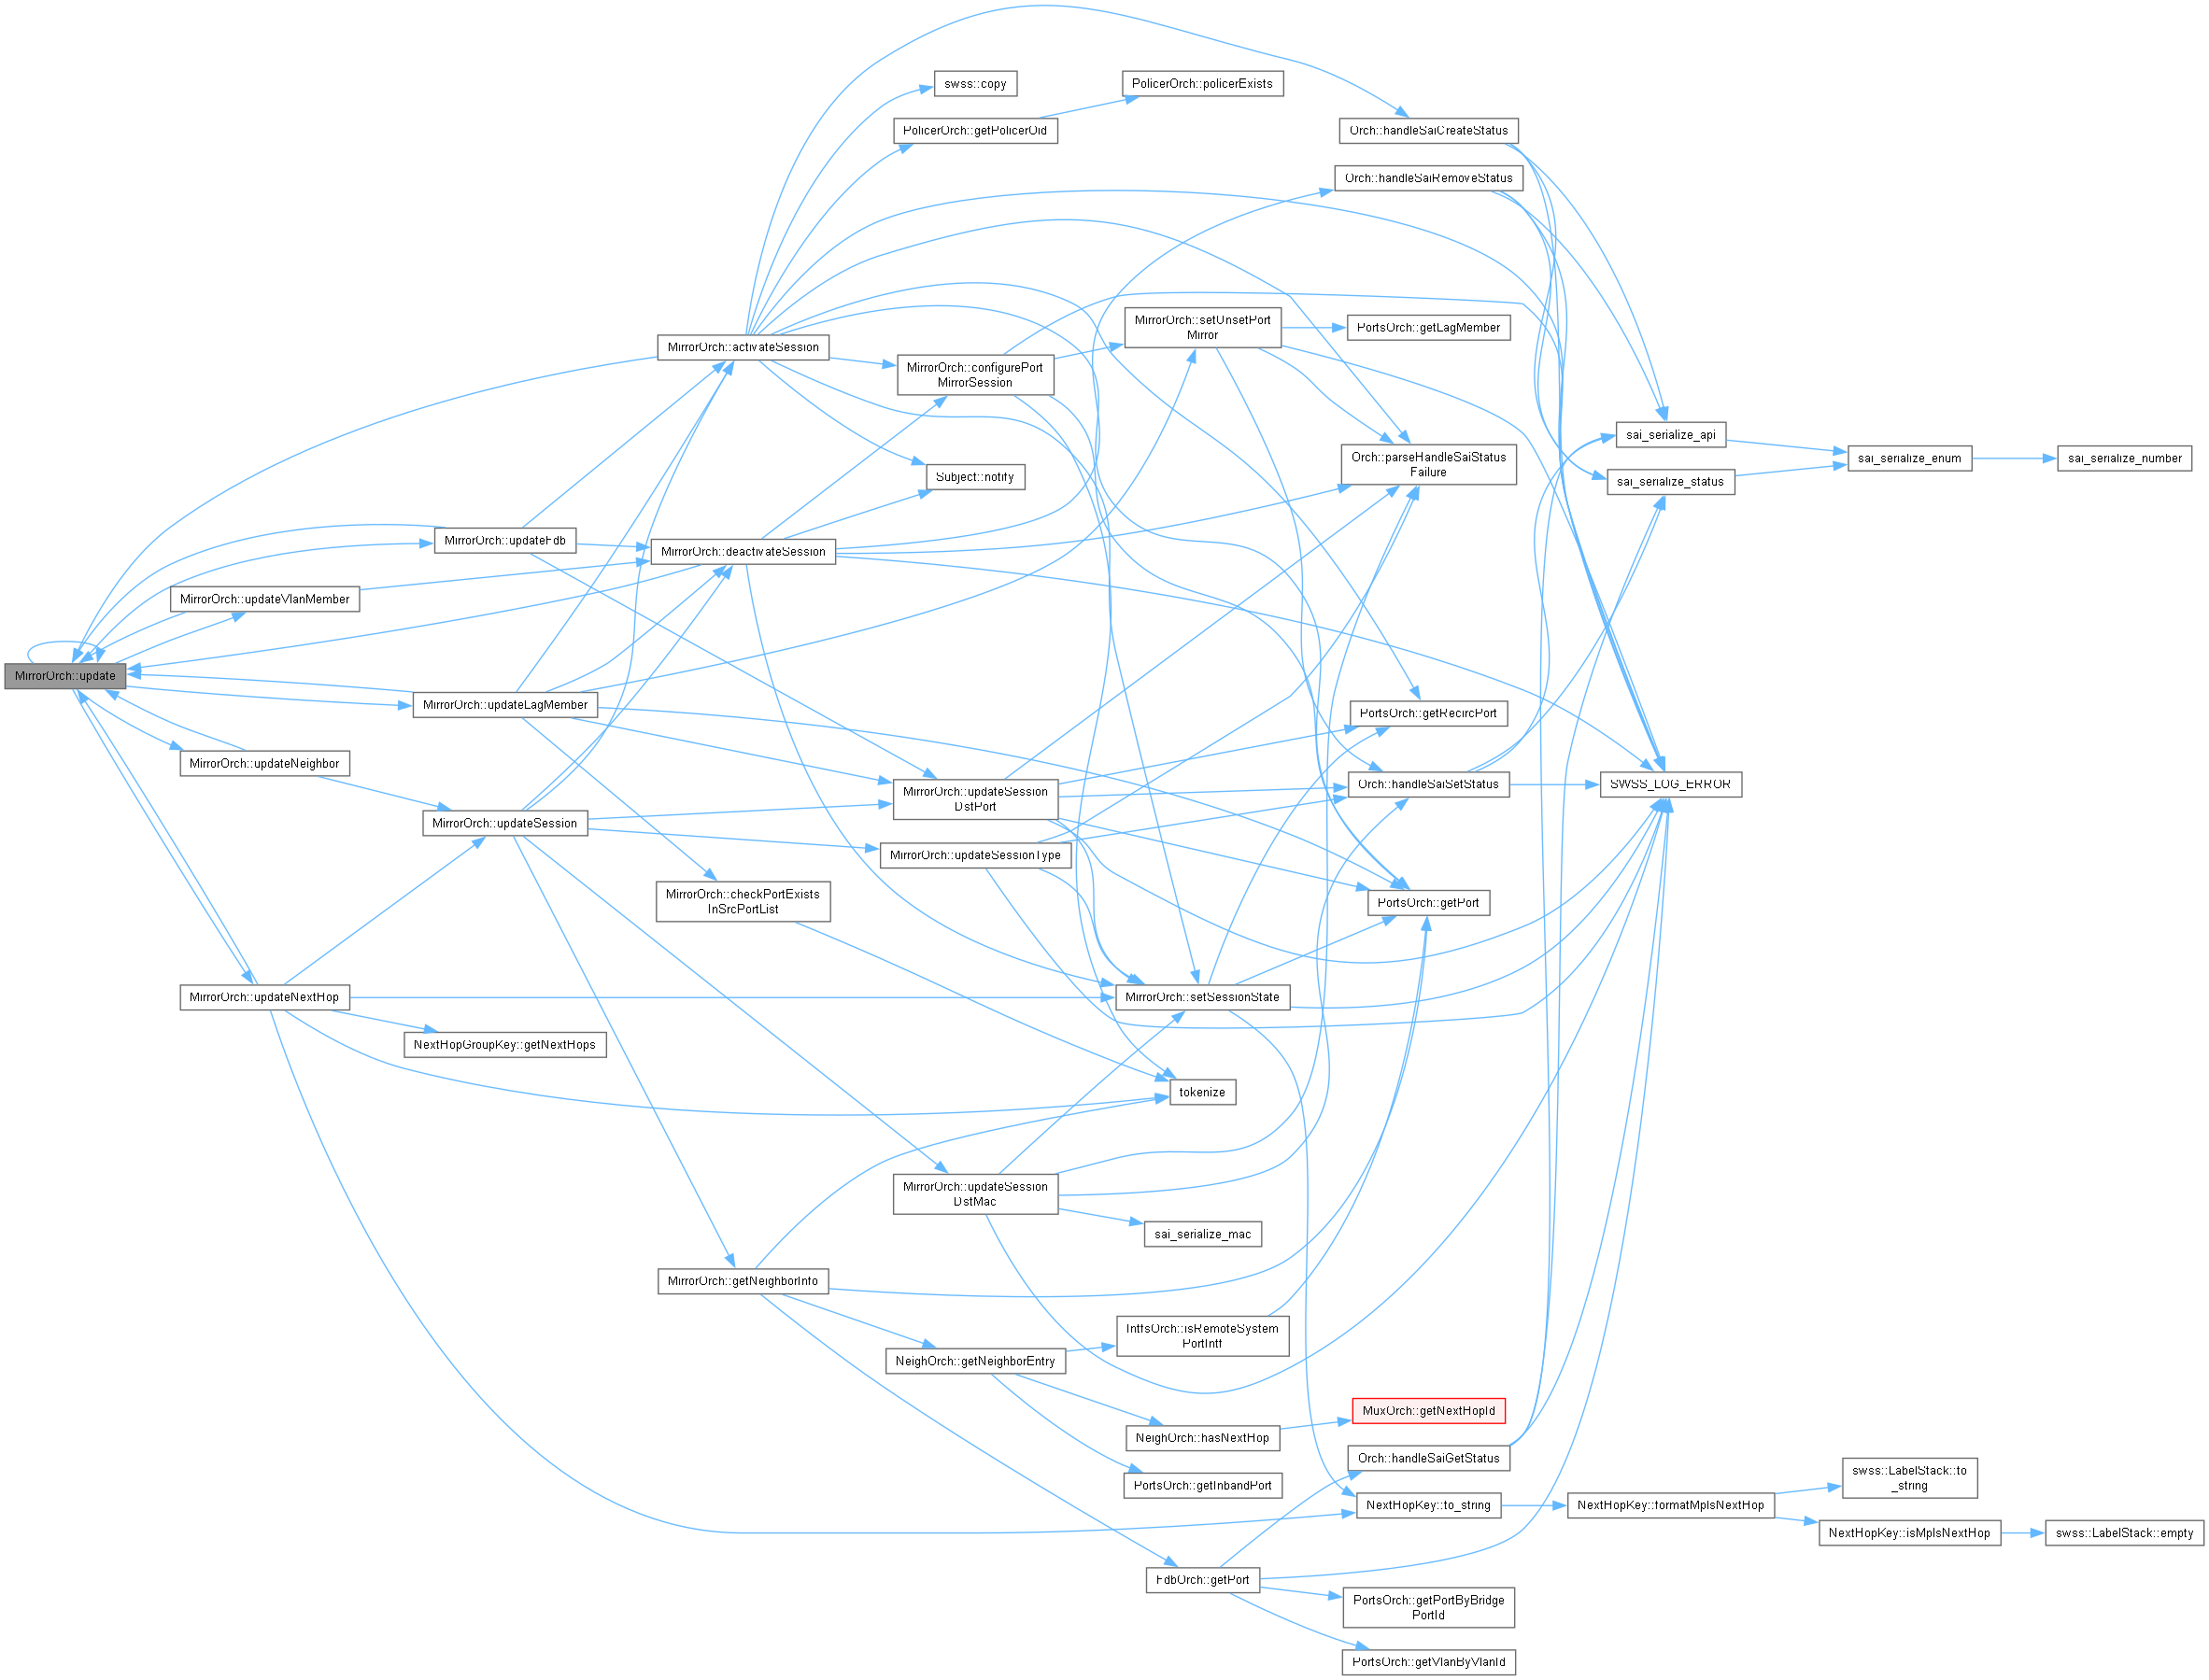 swss::copy
PolicerOrch::policerExists
PolicerOrch::getPolicerOid
Orch::handleSaiCreateStatus
Orch::handleSaiRemoveStatus
MirrorOrch::setUnsetPort
Mirror
PortsOrch::getLagMember
MirrorOrch::activateSession
MirrorOrch::configurePort
MirrorSession
sai_serialize_api
Orch::parseHandleSaiStatus
Failure
sai_serialize_enum
sai_serialize_number
Subject::notify
sai_serialize_status
MirrorOrch::updateFdb
MirrorOrch::deactivateSession
MirrorOrch::updateVlanMember
MirrorOrch::update
MirrorOrch::updateLagMember
PortsOrch::getRecircPort
MirrorOrch::updateNeighbor
MirrorOrch::updateSession
DstPort
Orch::handleSaiSetStatus
SWSS_LOG_ERROR
MirrorOrch::updateSession
MirrorOrch::updateSessionType
MirrorOrch::checkPortExists
InSrcPortList
PortsOrch::getPort
MirrorOrch::updateNextHop
MirrorOrch::setSessionState
NextHopGroupKey::getNextHops
tokenize
MirrorOrch::updateSession
DstMac
sai_serialize_mac
MirrorOrch::getNeighborInfo
IntfsOrch::isRemoteSystem
PortIntf
NeighOrch::getNeighborEntry
MuxOrch::getNextHopId
NeighOrch::hasNextHop
Orch::handleSaiGetStatus
PortsOrch::getInbandPort
swss::LabelStack::to
_string
NextHopKey::to_string
NextHopKey::formatMplsNextHop
NextHopKey::isMplsNextHop
swss::LabelStack::empty
FdbOrch::getPort
PortsOrch::getPortByBridge
PortId
PortsOrch::getVlanByVlanId